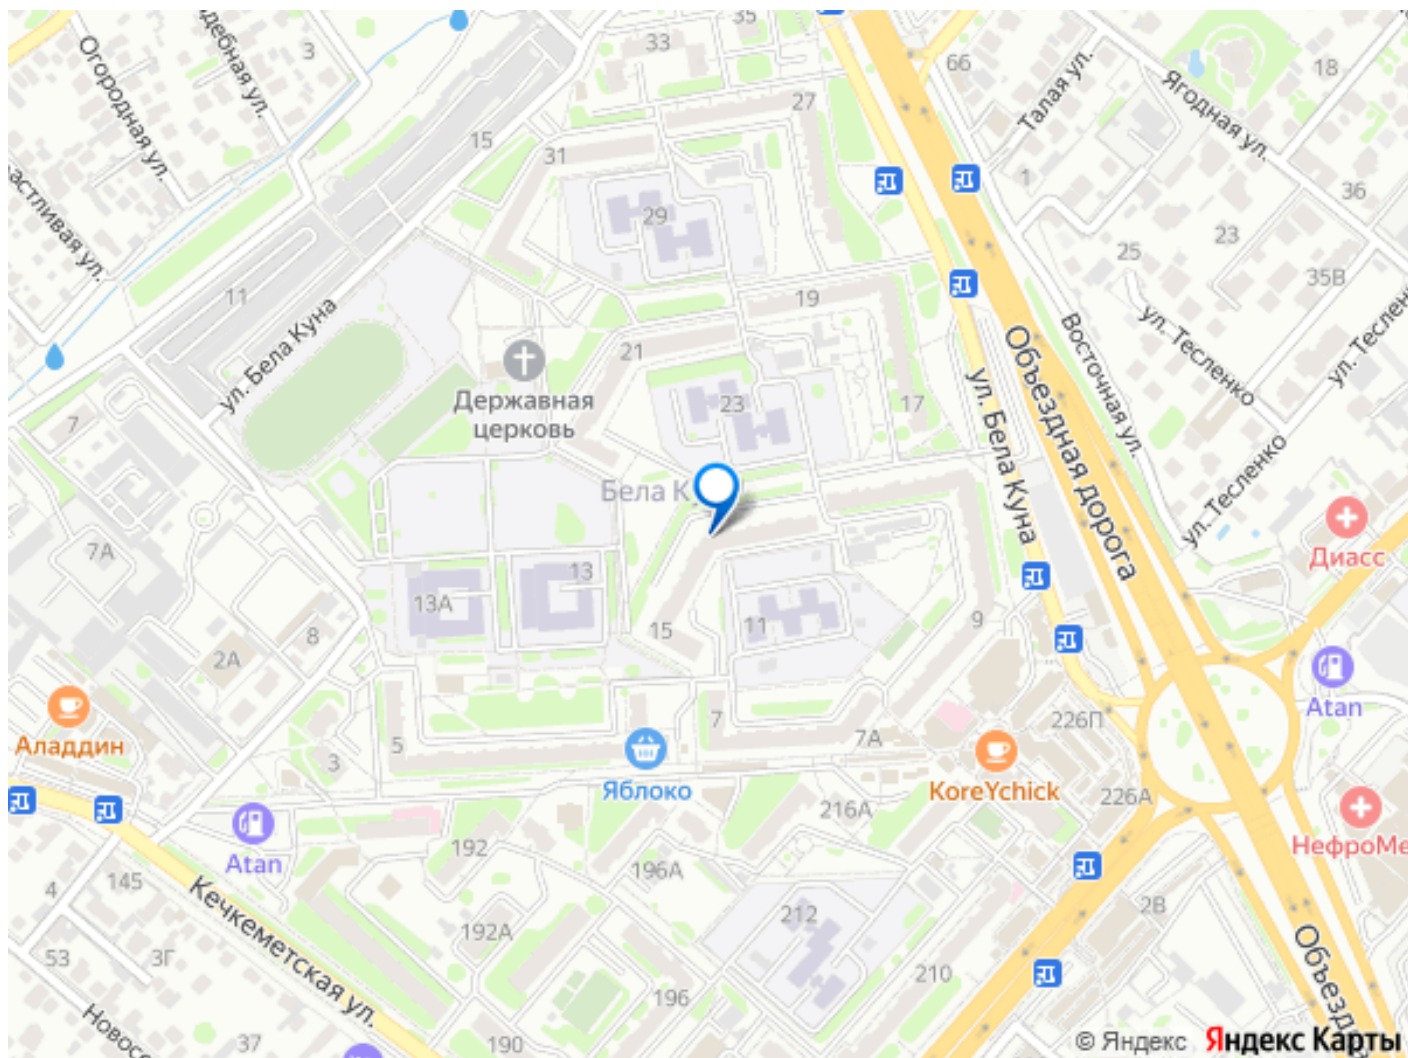 35
33
3
Огородная ул.
дебная ул.
66
18
27
Талая ул.
Ягодная ул.
15
31
1
36
29
астливая ул.
25
23
35В
11
19
ул. Бела Куна
21
Объездная дорога
Восточная ул.
ул. Тесленко
ул. Тесленко
Державная
церковь
23
17
ул. Бела Куна
7
ул. Тесленко
Бела К
7А
Диасс
13
13А
15
11
9
8
2А
Atan
7
226П
Аладдин
5
3
7А
Яблоко
KoreYchick
226А
216А
Atan
192
НефроМе
196А
4
145
Кечкеметская ул.
212
2В
192А
53
3Г
210
Объезд
196
Новосе
37
190
© Яндекс Яндекс Карты